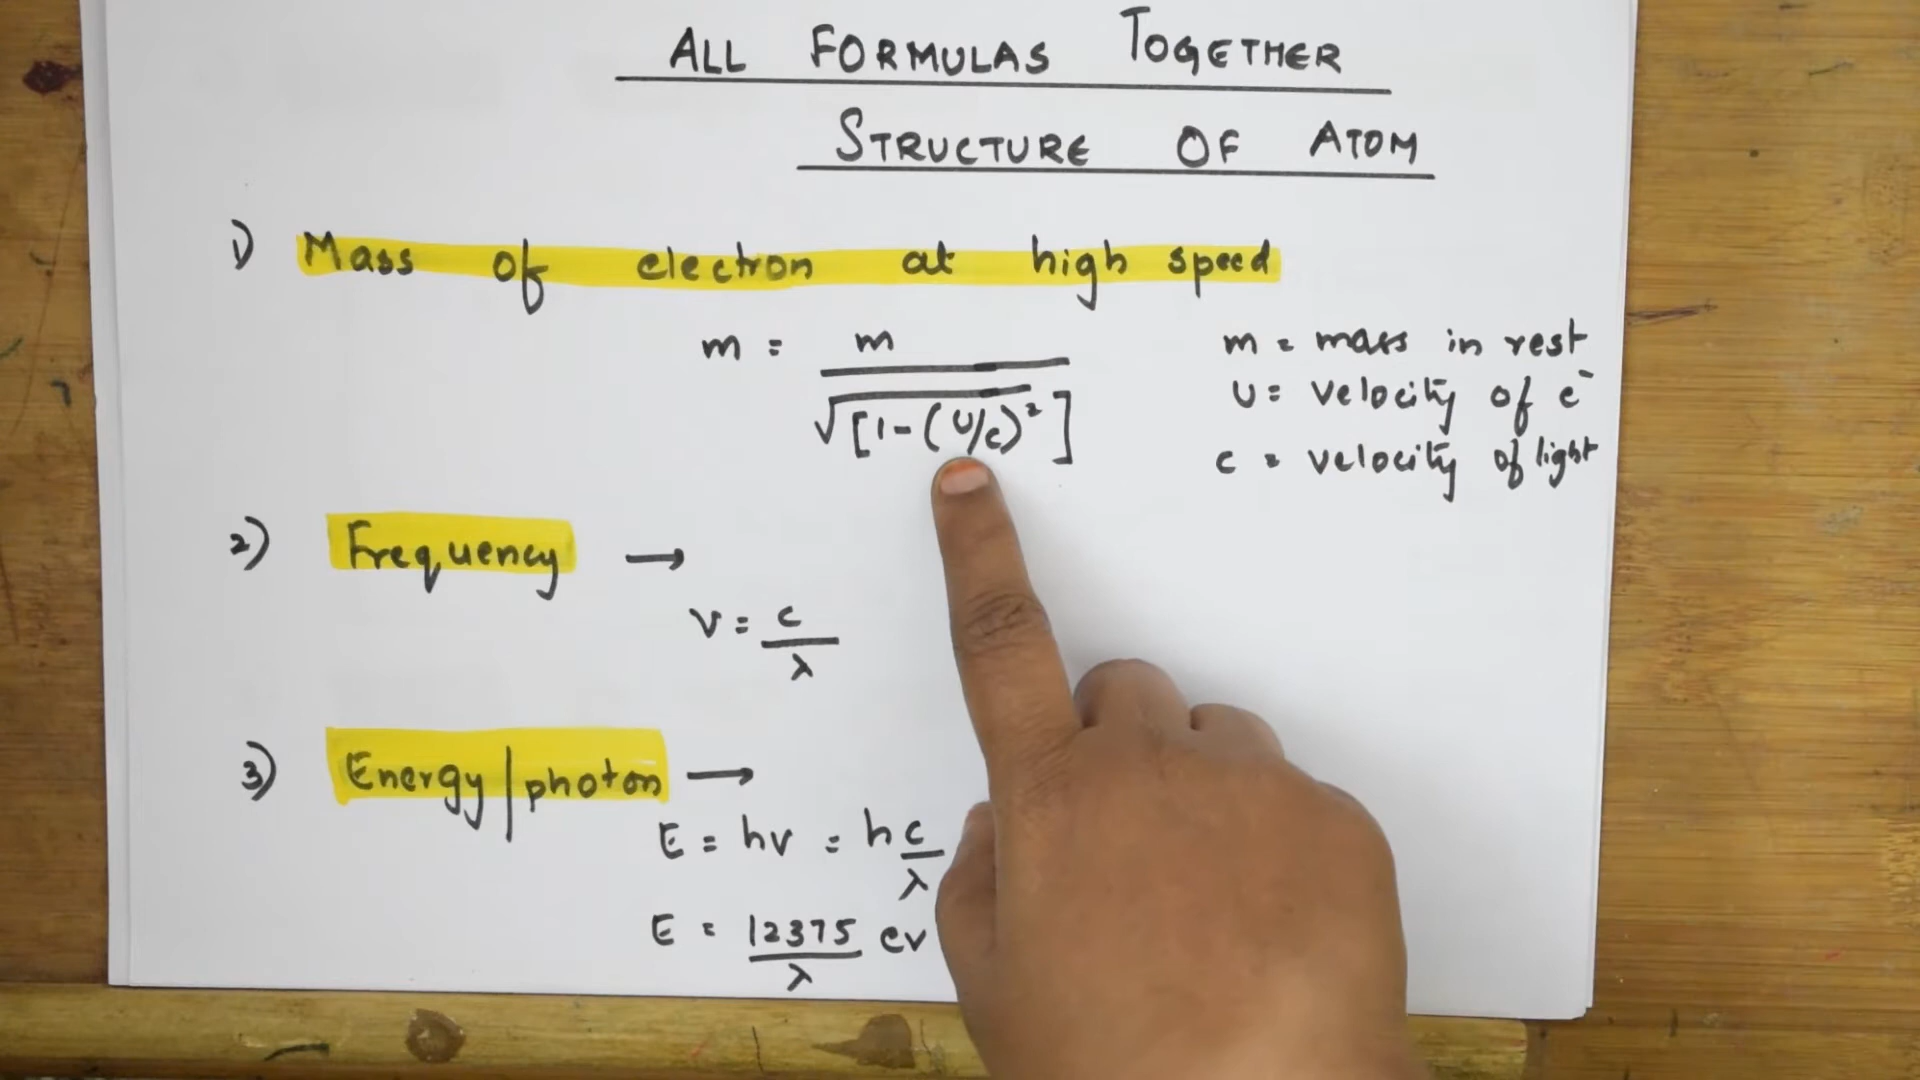 ALL FORMULAS TOGETHER
STRUCTURE OF ATOM
1) Mass of electron at high speed
m = m / √[1-(U/c)²]
m = mass in rest
U = velocity of e⁻
c = velocity of light
2) Frequency →
ν = c / λ
3) Energy/photon →
E = hν = h c / λ
E = 12375 / λ ev